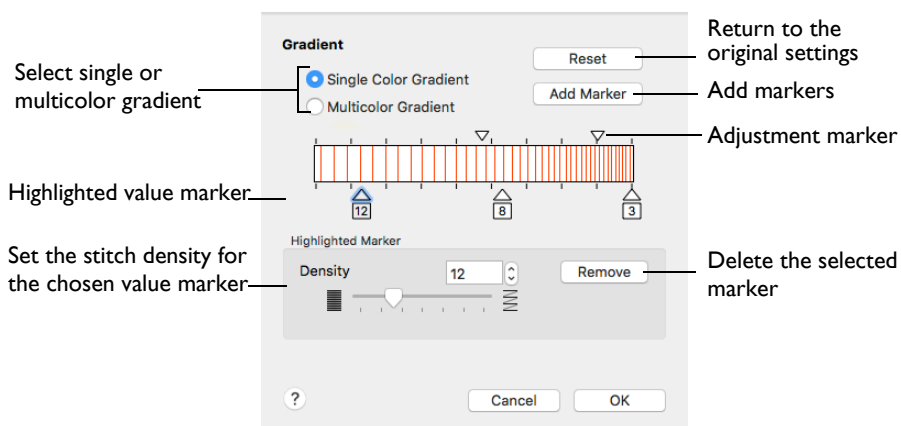 Gradient
Select single or
multicolor gradient
Single Color Gradient
Multicolor Gradient
Reset
Return to the
original settings
Add Marker
Add markers
Adjustment marker
Highlighted value marker
12
8
3
Highlighted Marker
Set the stitch density for
the chosen value marker
Density
12
Remove
Delete the selected
marker
?
Cancel
OK